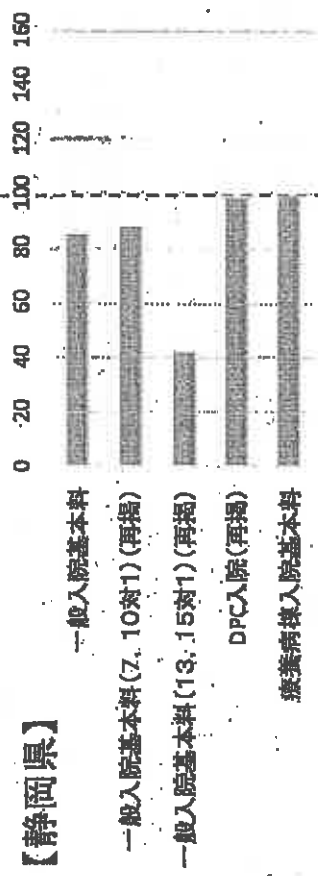 【静岡県】
0 20 40 60 80 100 120 140 160
一般入院基本料
一般入院基本料(7, 10対1)(再掲)
一般入院基本料(13, 15対1)(再掲)
DPC入院(再掲)
療養病棟入院基本料